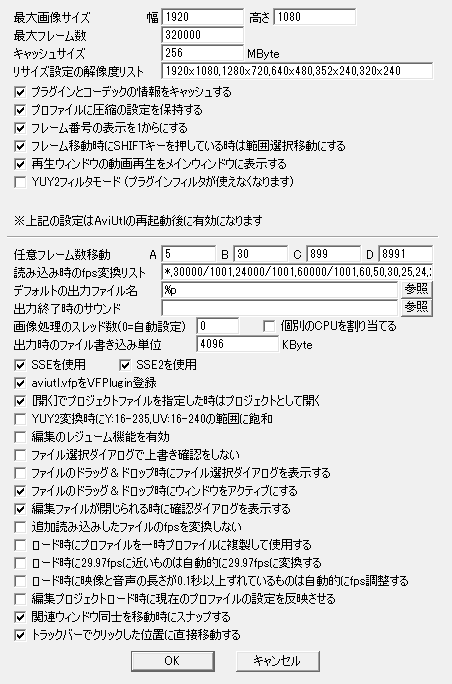 最大画像サイズ 幅 1920 高さ 1080
最大フレーム数 320000
キャッシュサイズ 256 MByte
リサイズ設定の解像度リスト 1920x1080,1280x720,640x480,352x240,320x240
プラグインとコーデックの情報をキャッシュする
プロファイルに圧縮の設定を保持する
フレーム番号の表示を1からにする
フレーム移動時にSHIFTキーを押している時は範囲選択移動にする
再生ウィンドウの動画再生をメインウィンドウに表示する
YUY2フィルタモード (プラグインフィルタが使えなくなります)
※上記の設定はAviUtlの再起動後に有効になります
任意フレーム数移動 A 5 B 30 C 899 D 8991
読み込み時のfps変換リスト *,30000/1001,24000/1001,60000/1001,60,50,30,25,24,
デフォルトの出力ファイル名 %p 参照
出力終了時のサウンド 参照
画像処理のスレッド数(0=自動設定) 0 個別のCPUを割り当てる
出力時のファイル書き込み単位 4096 KByte
SSEを使用 SSE2を使用
aviutl.vfpをVFPlugin登録
[開く]でプロジェクトファイルを指定した時はプロジェクトとして開く
YUY2変換時にY:16-235,UV:16-240の範囲に飽和
編集のレジューム機能を有効
ファイル選択ダイアログで上書き確認をしない
ファイルのドラッグ＆ドロップ時にファイル選択ダイアログを表示する
ファイルのドラッグ＆ドロップ時にウィンドウをアクティブにする
編集ファイルが閉じられる時に確認ダイアログを表示する
追加読み込みしたファイルのfpsを変換しない
ロード時にプロファイルを一時プロファイルに複製して使用する
ロード時に29.97fpsに近いものは自動的に29.97fpsに変換する
ロード時に映像と音声の長さが0.1秒以上ずれているものは自動的にfps調整する
編集プロジェクトロード時に現在のプロファイルの設定を反映させる
関連ウィンドウ同士を移動時にスナップする
トラックバーでクリックした位置に直接移動する
OK キャンセル